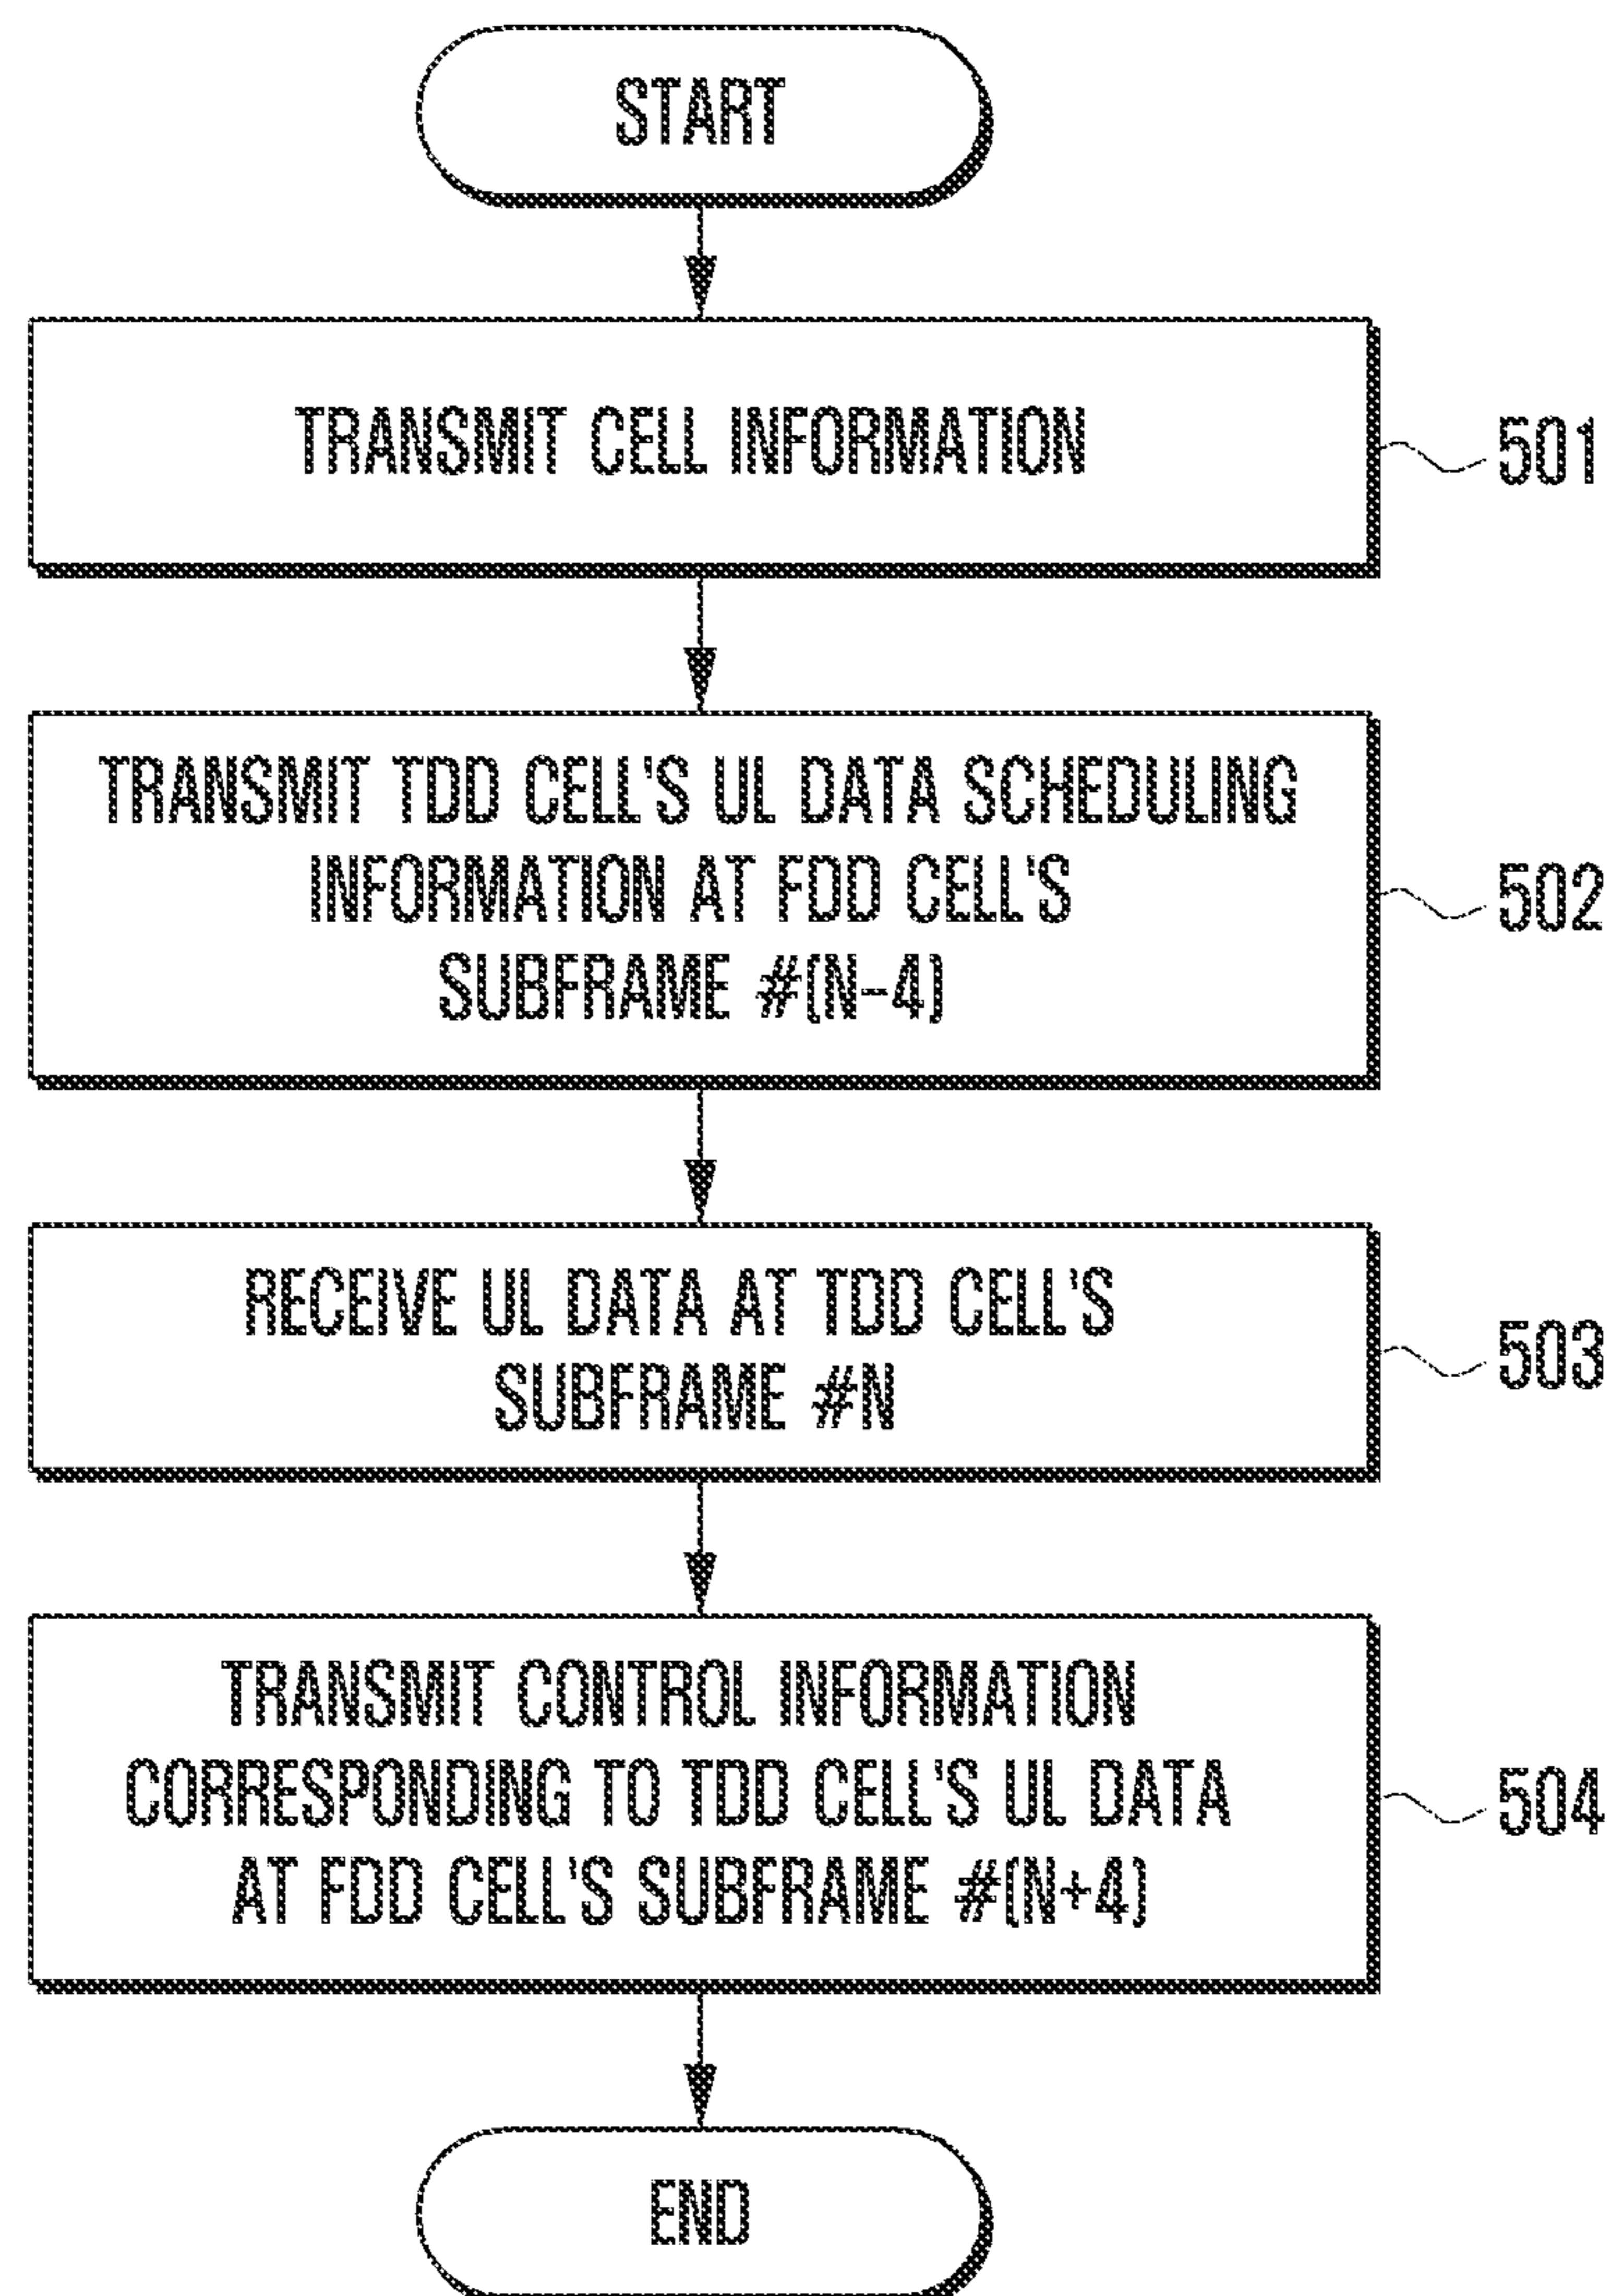 START
TRANSMIT CELL INFORMATION
501
TRANSMIT TDD CELL'S UL DATA SCHEDULING
INFORMATION AT FDD CELL'S
SUBFRAME #(N-4)
502
RECEIVE UL DATA AT TDD CELL'S
SUBFRAME #N
503
TRANSMIT CONTROL INFORMATION
CORRESPONDING TO TDD CELL'S UL DATA
AT FDD CELL'S SUBFRAME #(N+4)
504
END